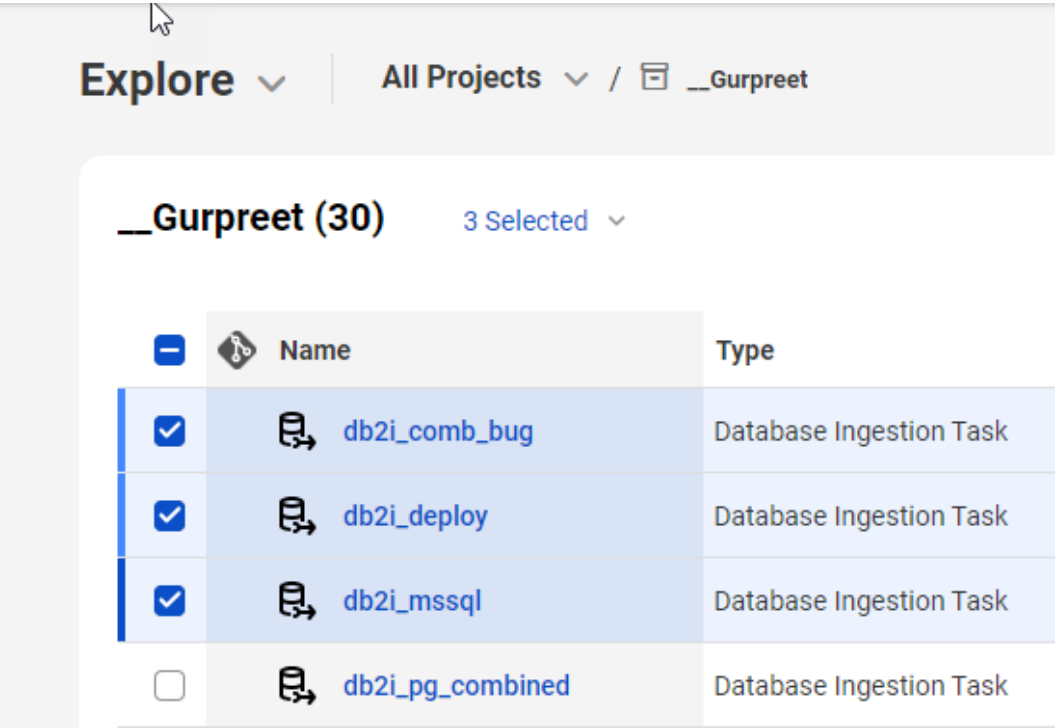 Explore All Projects / __Gurpreet
__Gurpreet (30) 3 Selected
Name Type
db2i_comb_bug Database Ingestion Task
db2i_deploy Database Ingestion Task
db2i_mssql Database Ingestion Task
db2i_pg_combined Database Ingestion Task